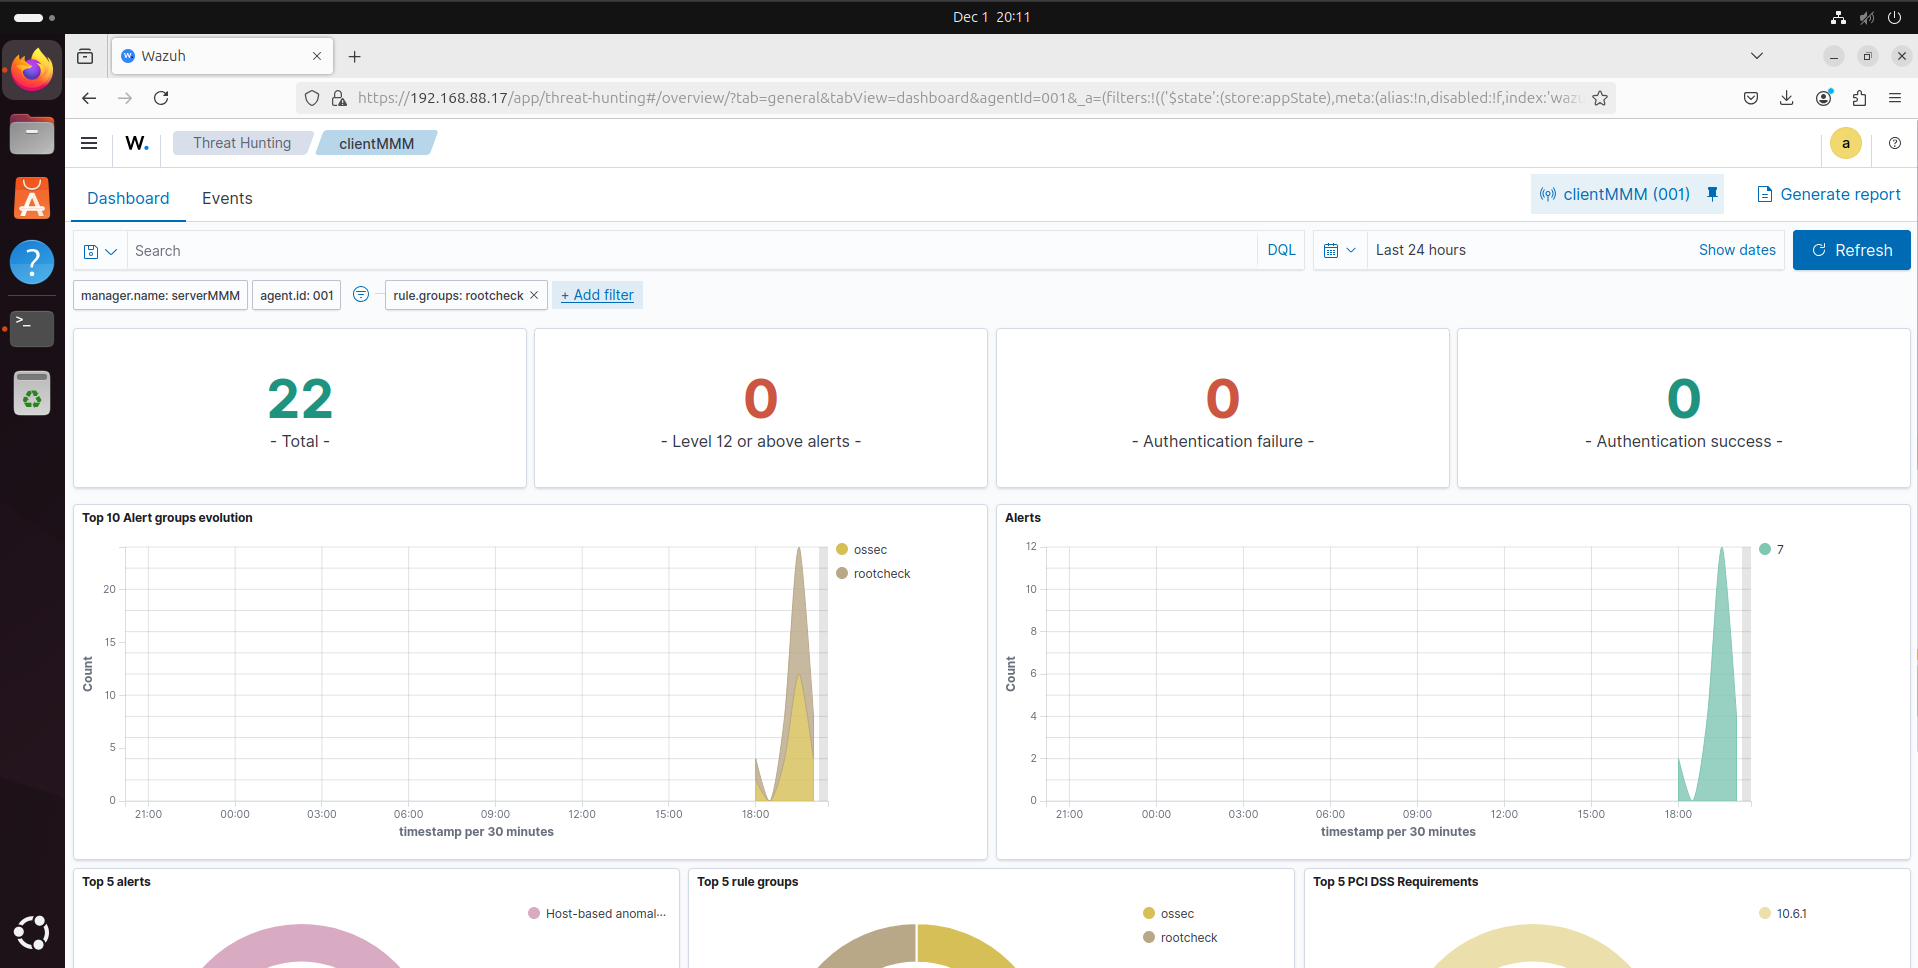 Dec 1 20:11
Wazuh
https://192.168.88.17/app/threat-hunting#/overview/?tab=general&tabView=dashboard&agentId=001&_a=(filters:!(('$state':(store:appState),meta:(alias:!n,disabled:!f,index:'wazu
W.
Threat Hunting
clientMMM
a
Dashboard
Events
clientMMM (001)
Generate report
Search
DQL
Last 24 hours
Show dates
Refresh
manager.name: serverMMM
agent.id: 001
rule.groups: rootcheck
+ Add filter
22
- Total -
0
- Level 12 or above alerts -
0
- Authentication failure -
0
- Authentication success -
Top 10 Alert groups evolution
ossec
rootcheck
20
15
10
5
0
Count
21:00 00:00 03:00 06:00 09:00 12:00 15:00 18:00
timestamp per 30 minutes
Alerts
7
12
10
8
6
4
2
0
Count
21:00 00:00 03:00 06:00 09:00 12:00 15:00 18:00
timestamp per 30 minutes
Top 5 alerts
Host-based anomal...
Top 5 rule groups
ossec
rootcheck
Top 5 PCI DSS Requirements
10.6.1